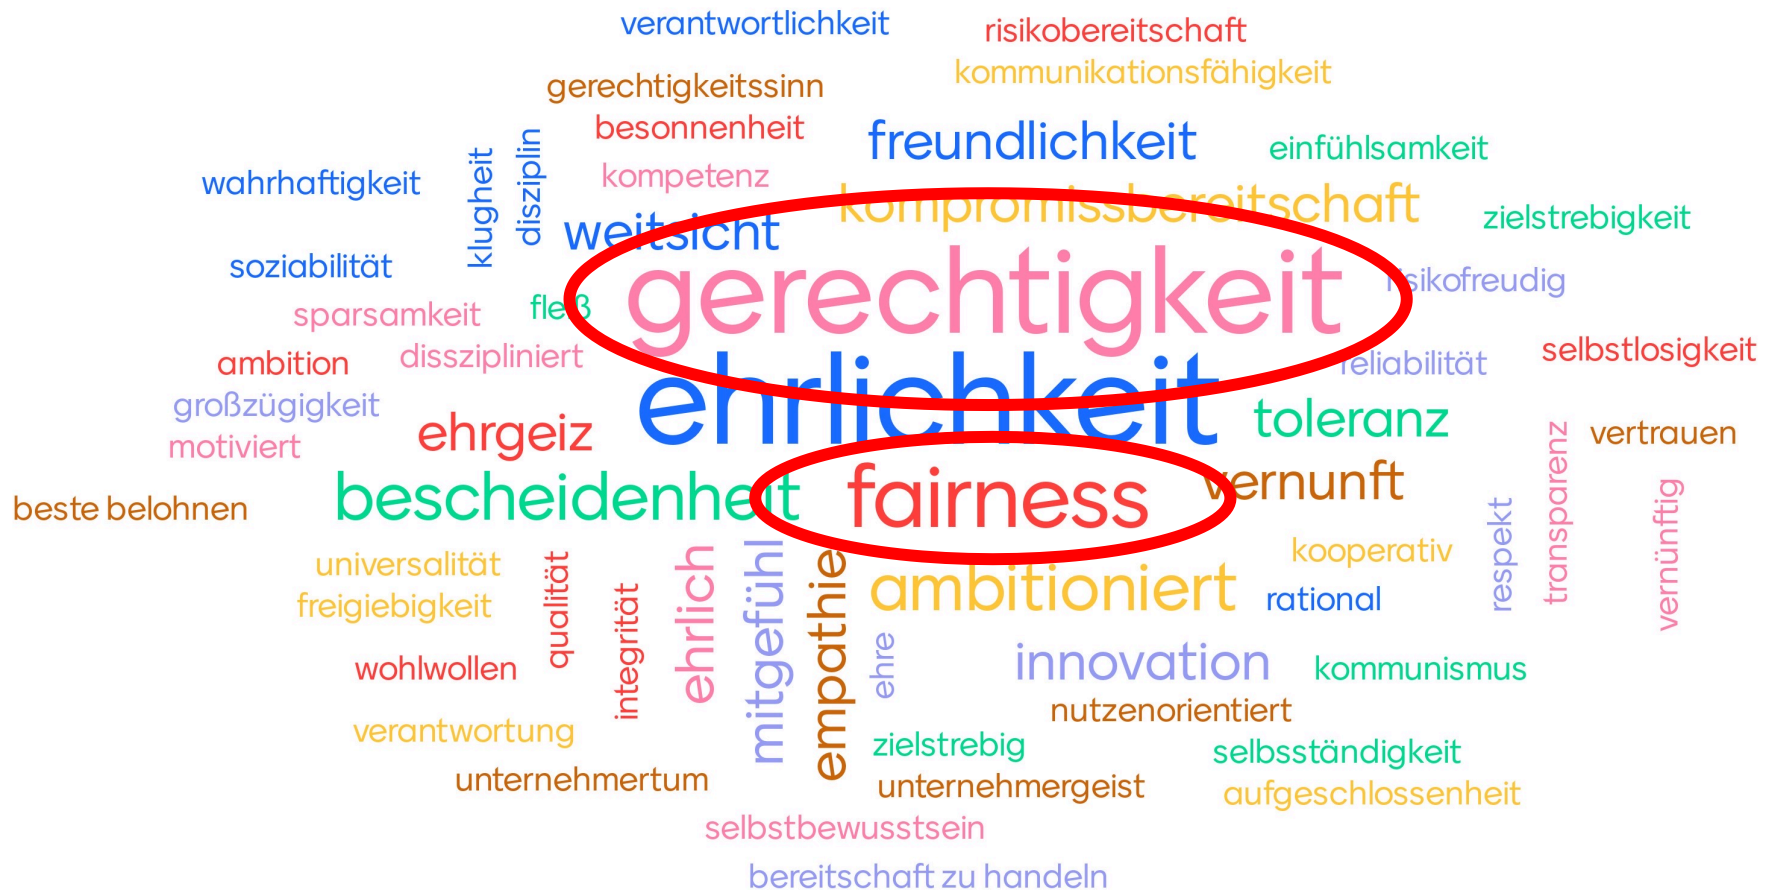 verantwortlichkeit
risikobereitschaft
kommunikationsfähigkeit
gerechtigkeitssinn
besonnenheit
freundlichkeit
einfühlsamkeit
wahrhaftigkeit
klugheit
disziplin
kompetenz
kompromissbereitschaft
zielstrebigkeit
weitsicht
soziabilität
gerechtigkeit
risikofreudig
sparsamkeit
fleiß
ambition
disszipliniert
reliabilität
selbstlosigkeit
großzügigkeit
ehrlichkeit
toleranz
motiviert
ehrgeiz
vertrauen
beste belohnen
bescheidenheit
fairness
vernunft
respekt
transparenz
vernünftig
universalität
freigiebigkeit
qualität
integrität
ehrlich
mitgefühl
empathie
ambitioniert
kooperativ
rational
wohlwollen
ehre
innovation
kommunismus
nutzenorientiert
verantwortung
zielstrebig
selbsständigkeit
unternehmertum
unternehmergeist
aufgeschlossenheit
selbstbewusstsein
bereitschaft zu handeln